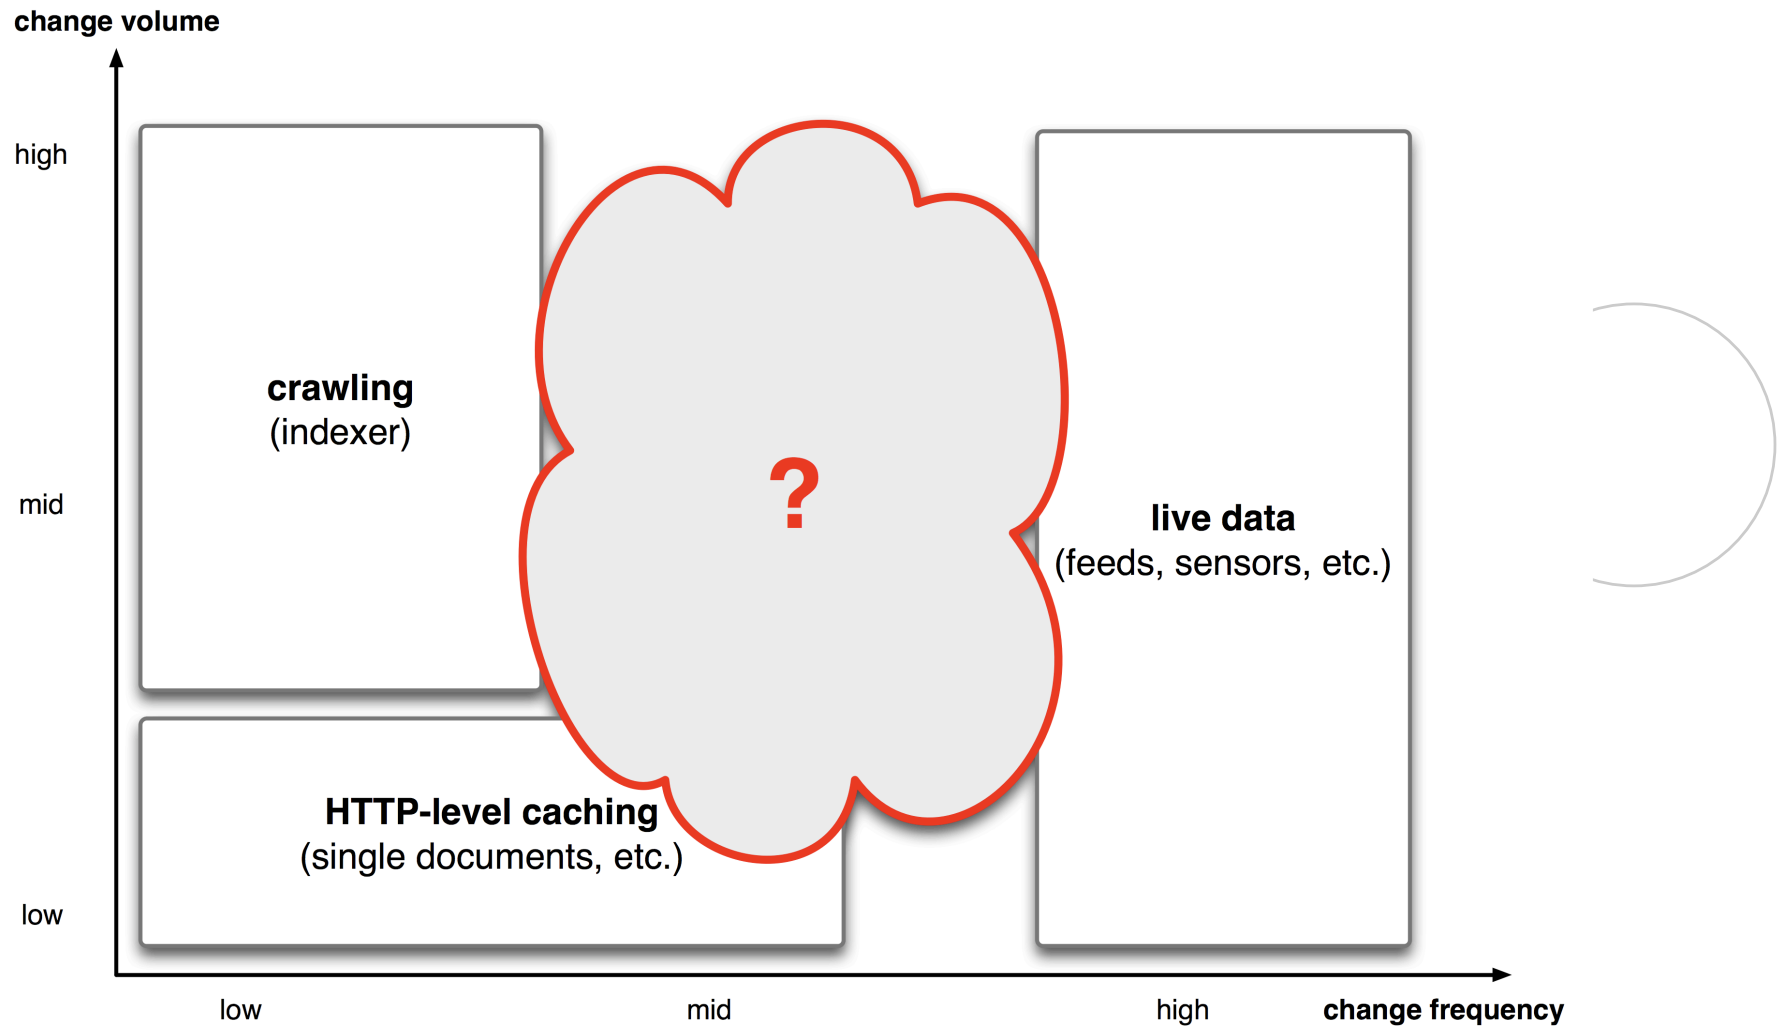 change volume
high
crawling
(indexer)
mid
?
live data
(feeds, sensors, etc.)
HTTP-level caching
(single documents, etc.)
low
low
mid
high
change frequency